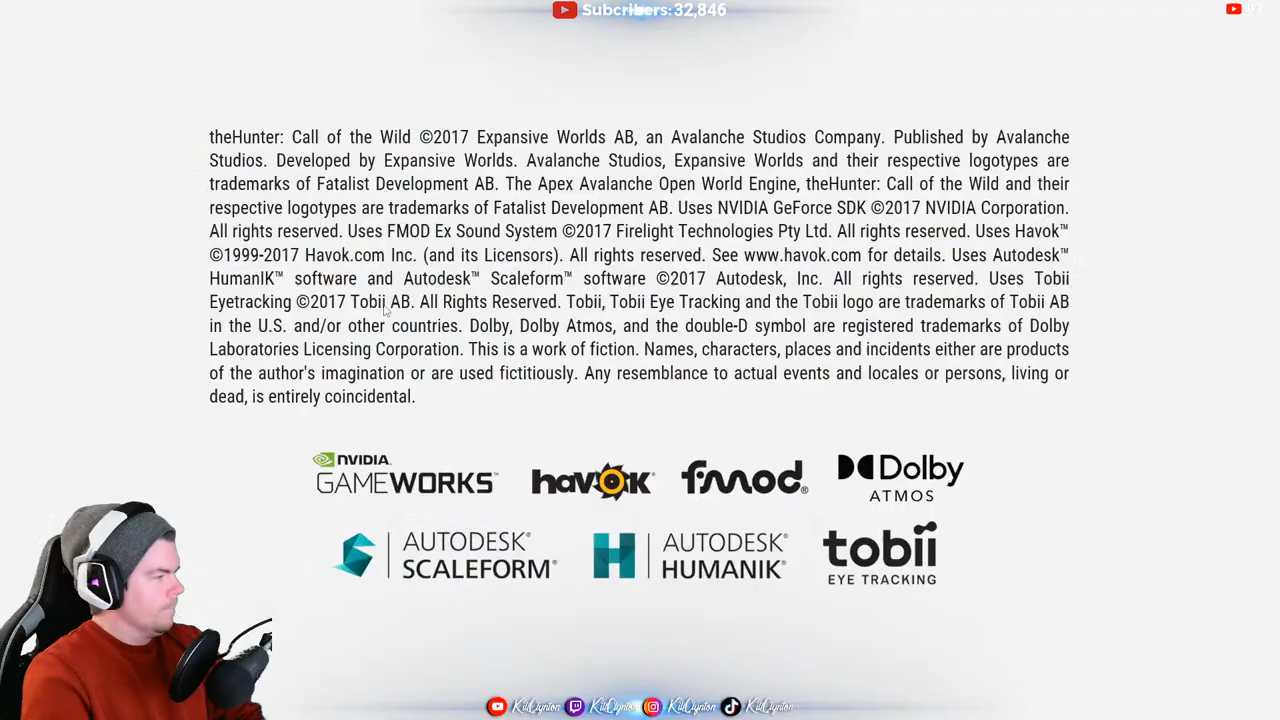 Subcribers: 32,846
93
theHunter: Call of the Wild ©2017 Expansive Worlds AB, an Avalanche Studios Company. Published by Avalanche
Studios. Developed by Expansive Worlds. Avalanche Studios, Expansive Worlds and their respective logotypes are
trademarks of Fatalist Development AB. The Apex Avalanche Open World Engine, theHunter: Call of the Wild and their
respective logotypes are trademarks of Fatalist Development AB. Uses NVIDIA GeForce SDK ©2017 NVIDIA Corporation.
All rights reserved. Uses FMOD Ex Sound System ©2017 Firelight Technologies Pty Ltd. All rights reserved. Uses Havok™
©1999-2017 Havok.com Inc. (and its Licensors). All rights reserved. See www.havok.com for details. Uses Autodesk™
HumanIK™ software and Autodesk™ Scaleform™ software ©2017 Autodesk, Inc. All rights reserved. Uses Tobii
Eyetracking ©2017 Tobii AB. All Rights Reserved. Tobii, Tobii Eye Tracking and the Tobii logo are trademarks of Tobii AB
in the U.S. and/or other countries. Dolby, Dolby Atmos, and the double-D symbol are registered trademarks of Dolby
Laboratories Licensing Corporation. This is a work of fiction. Names, characters, places and incidents either are products
of the author's imagination or are used fictitiously. Any resemblance to actual events and locales or persons, living or
dead, is entirely coincidental.
NVIDIA.
GAMEWORKS™
havok®
fmod®
Dolby
ATMOS
AUTODESK®
SCALEFORM®
AUTODESK®
HUMANIK®
tobii
EYE TRACKING